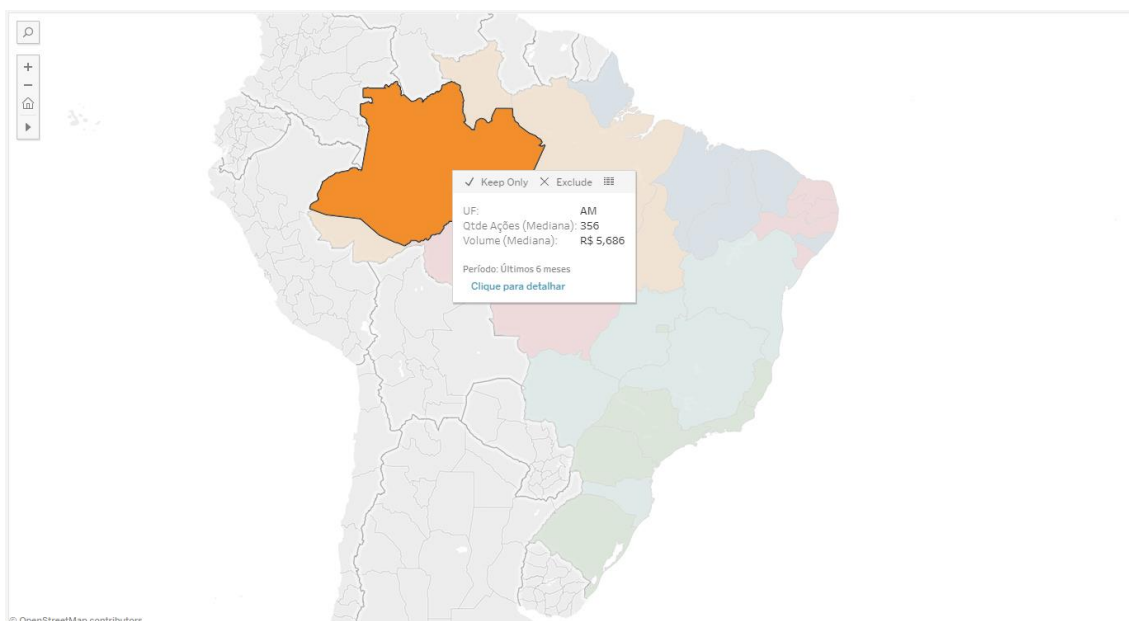 ✓ Keep Only ✕ Exclude
UF: AM
Qtde Ações (Mediana): 356
Volume (Mediana): R$ 5,686
Período: Últimos 6 meses
Clique para detalhar
© OpenStreetMap contributors